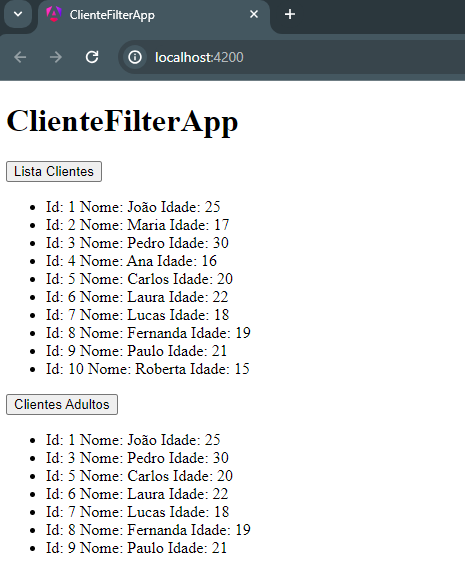 ClienteFilterApp
localhost:4200
ClienteFilterApp
Lista Clientes
Id: 1 Nome: João Idade: 25
Id: 2 Nome: Maria Idade: 17
Id: 3 Nome: Pedro Idade: 30
Id: 4 Nome: Ana Idade: 16
Id: 5 Nome: Carlos Idade: 20
Id: 6 Nome: Laura Idade: 22
Id: 7 Nome: Lucas Idade: 18
Id: 8 Nome: Fernanda Idade: 19
Id: 9 Nome: Paulo Idade: 21
Id: 10 Nome: Roberta Idade: 15
Clientes Adultos
Id: 1 Nome: João Idade: 25
Id: 3 Nome: Pedro Idade: 30
Id: 5 Nome: Carlos Idade: 20
Id: 6 Nome: Laura Idade: 22
Id: 7 Nome: Lucas Idade: 18
Id: 8 Nome: Fernanda Idade: 19
Id: 9 Nome: Paulo Idade: 21